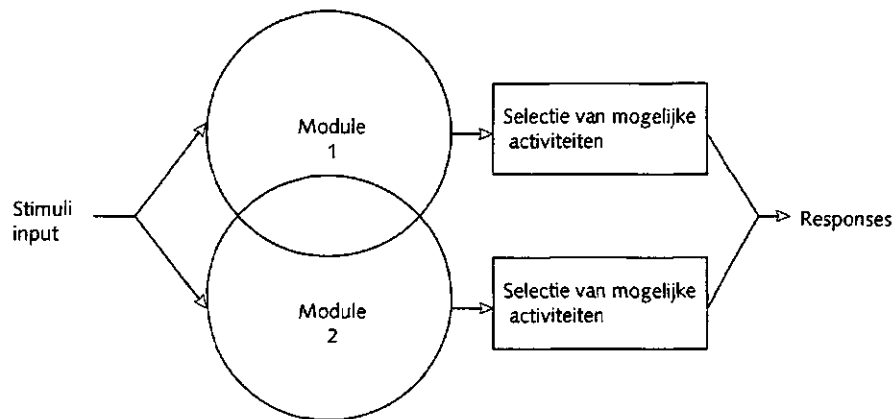 Stimuli
input
Module
1
Selectie van mogelijke
activiteiten
Module
2
Selectie van mogelijke
activiteiten
Responses